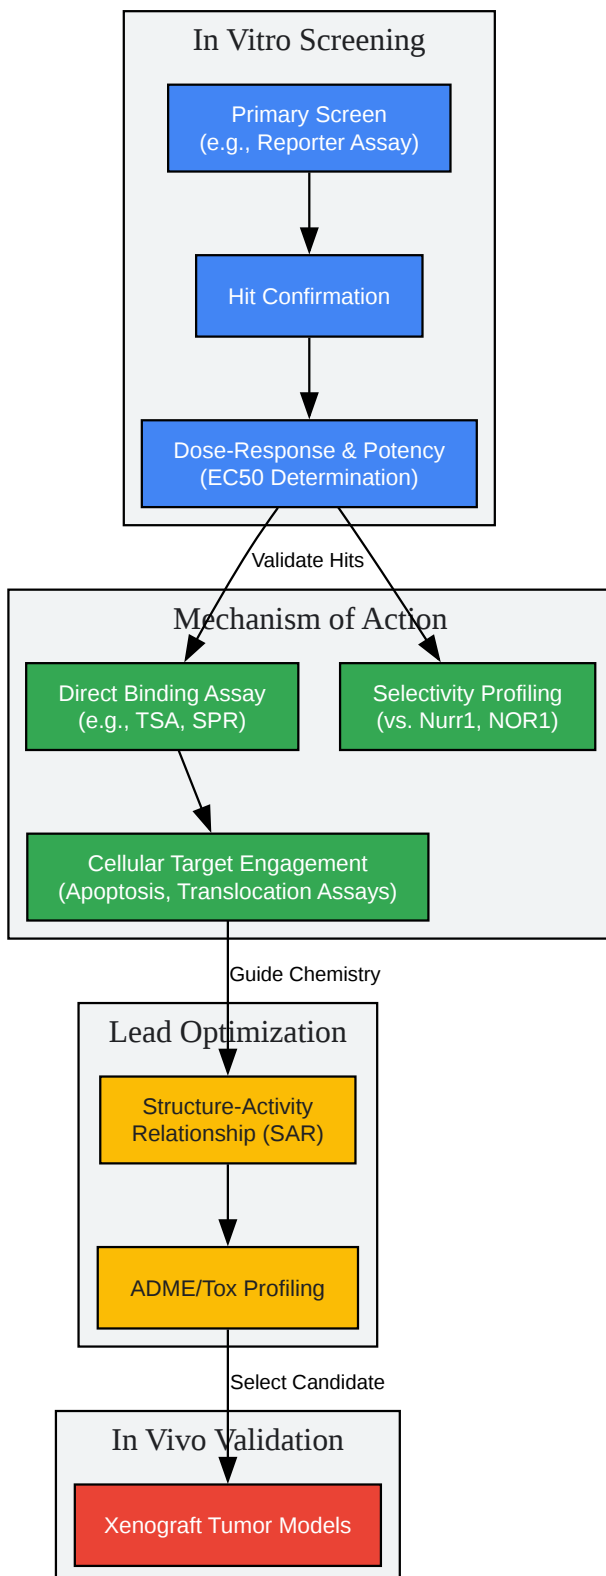 In Vitro Screening
Primary Screen
(e.g., Reporter Assay)
Hit Confirmation
Dose-Response & Potency
(EC50 Determination)
Validate Hits
Mechanism of Action
Direct Binding Assay
(e.g., TSA, SPR)
Selectivity Profiling
(vs. Nurr1, NOR1)
Cellular Target Engagement
(Apoptosis, Translocation Assays)
Guide Chemistry
Lead Optimization
Structure-Activity
Relationship (SAR)
ADME/Tox Profiling
Select Candidate
In Vivo Validation
Xenograft Tumor Models